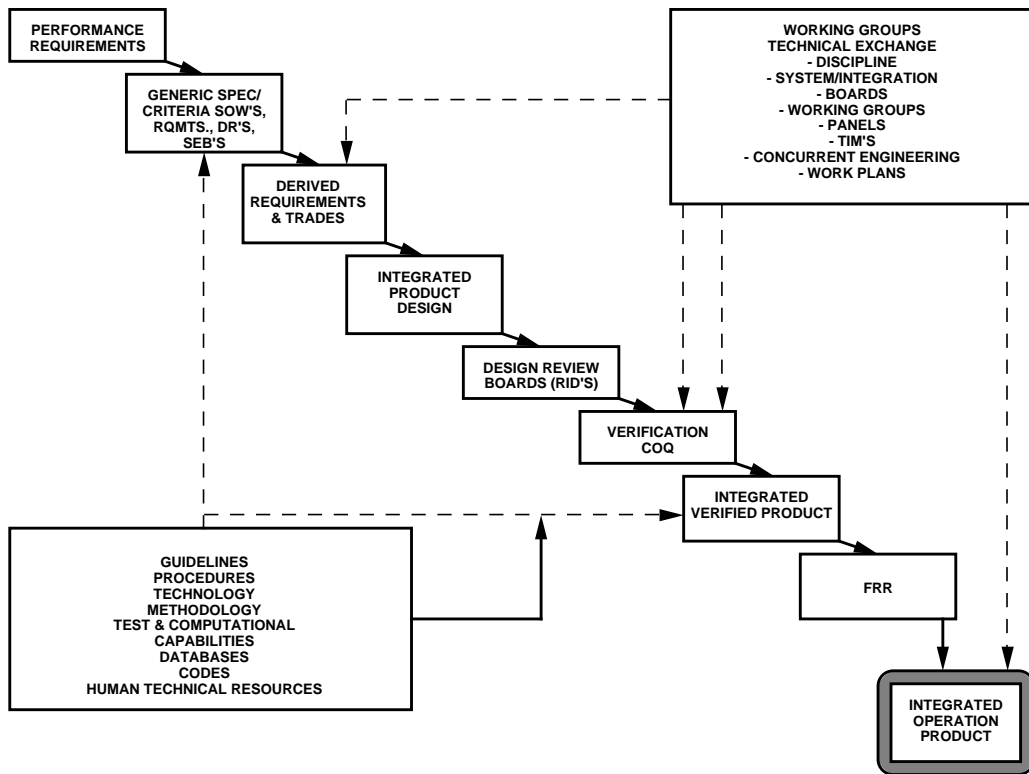 PERFORMANCE
REQUIREMENTS
WORKING GROUPS
TECHNICAL EXCHANGE
- DISCIPLINE
- SYSTEM/INTEGRATION
- BOARDS
- WORKING GROUPS
- PANELS
- TIM'S
- CONCURRENT ENGINEERING
- WORK PLANS
GENERIC SPEC/
CRITERIA SOW'S,
RQMTS., DR'S,
SEB'S
DERIVED
REQUIREMENTS
& TRADES
INTEGRATED
PRODUCT
DESIGN
DESIGN REVIEW
BOARDS (RID'S)
VERIFICATION
COQ
INTEGRATED
VERIFIED PRODUCT
GUIDELINES
PROCEDURES
TECHNOLOGY
METHODOLOGY
TEST & COMPUTATIONAL
CAPABILITIES
DATABASES
CODES
HUMAN TECHNICAL RESOURCES
FRR
INTEGRATED
OPERATION
PRODUCT